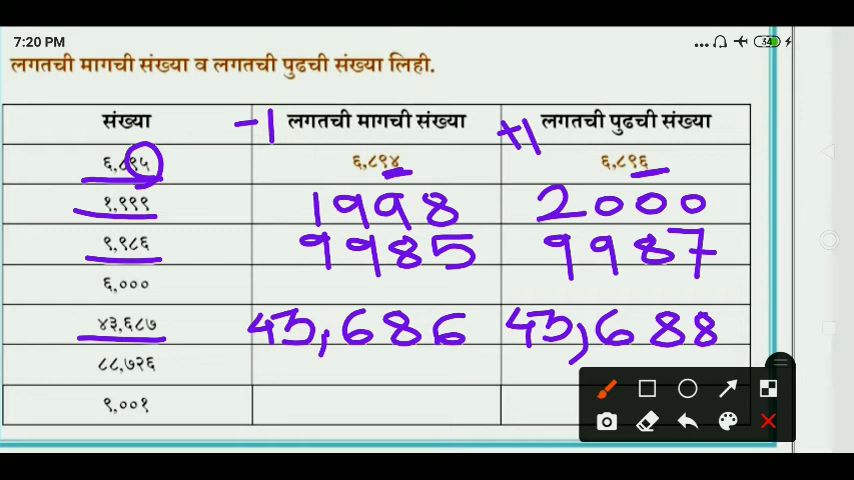 7:20 PM ... 34
लगतची मागची संख्या व लगतची पुढची संख्या लिही.
संख्या -1 लगतची मागची संख्या +1 लगतची पुढची संख्या
६,८९५ ६,८९४ ६,८९६
१,९९९ 1998 2000
९,९८६ 9985 9987
६,०००
४३,६८७ 43,686 43,688
८८,७२६
९,००१